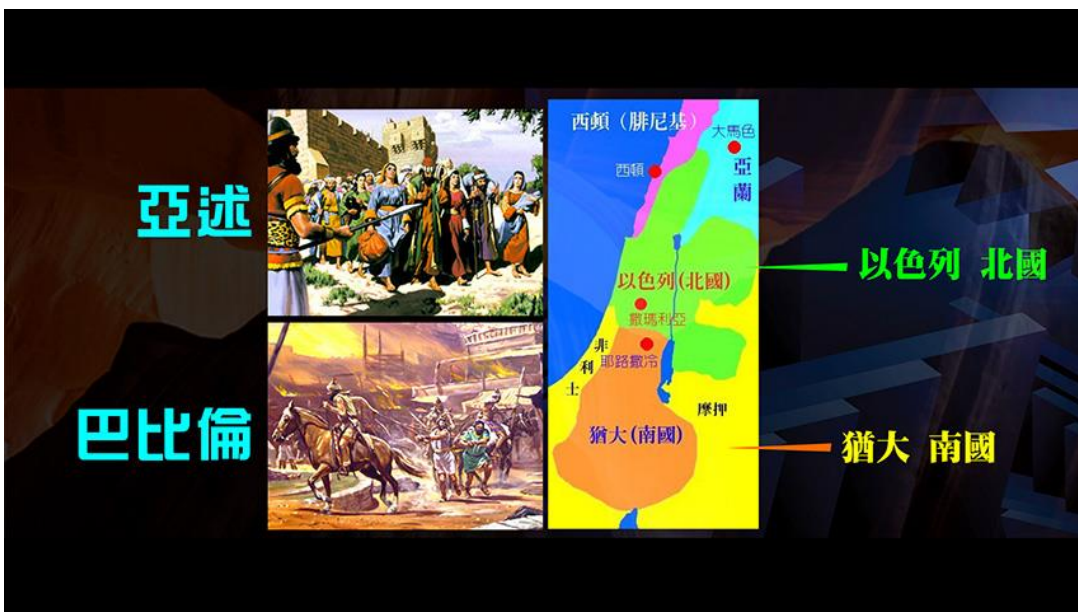 亞述
巴比倫
西頓（腓尼基）
大馬色
西頓
亞蘭
以色列(北國)
撒瑪利亞
非利士
耶路撒冷
摩押
猶大(南國)
以色列 北國
猶大 南國